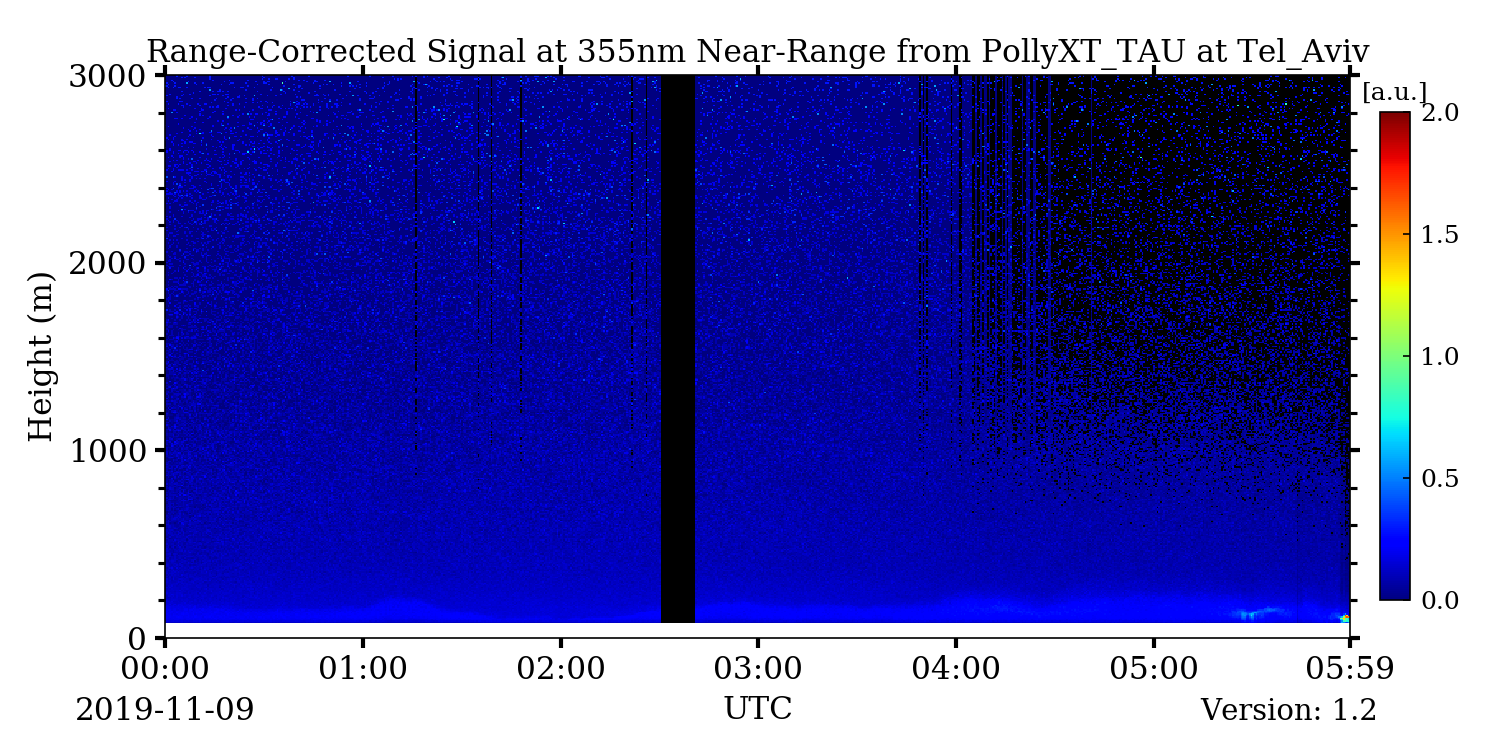 Range-Corrected Signal at 355nm Near-Range from PollyXT_TAU at Tel_Aviv
[a.u.]
3000
2000
1000
0
Height (m)
2.0
1.5
1.0
0.5
0.0
00:00 01:00 02:00 03:00 04:00 05:00 05:59
2019-11-09 UTC Version: 1.2